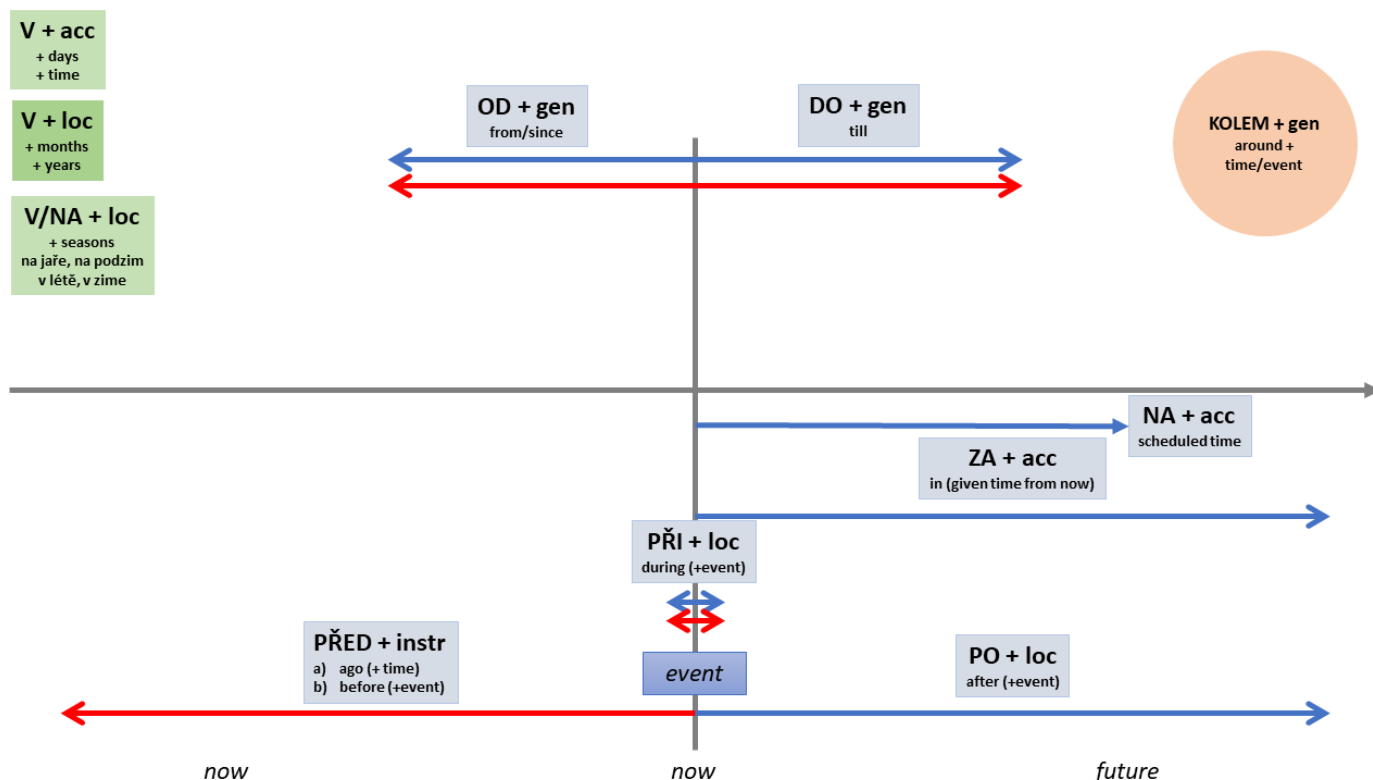 V + acc
+ days
+ time
V + loc
+ months
+ years
V/NA + loc
+ seasons
na jaře, na podzim
v létě, v zime
OD + gen
from/since
DO + gen
till
KOLEM + gen
around +
time/event
NA + acc
scheduled time
ZA + acc
in (given time from now)
PŘI + loc
during (+event)
PŘED + instr
a) ago (+ time)
b) before (+event)
event
PO + loc
after (+event)
now
now
future